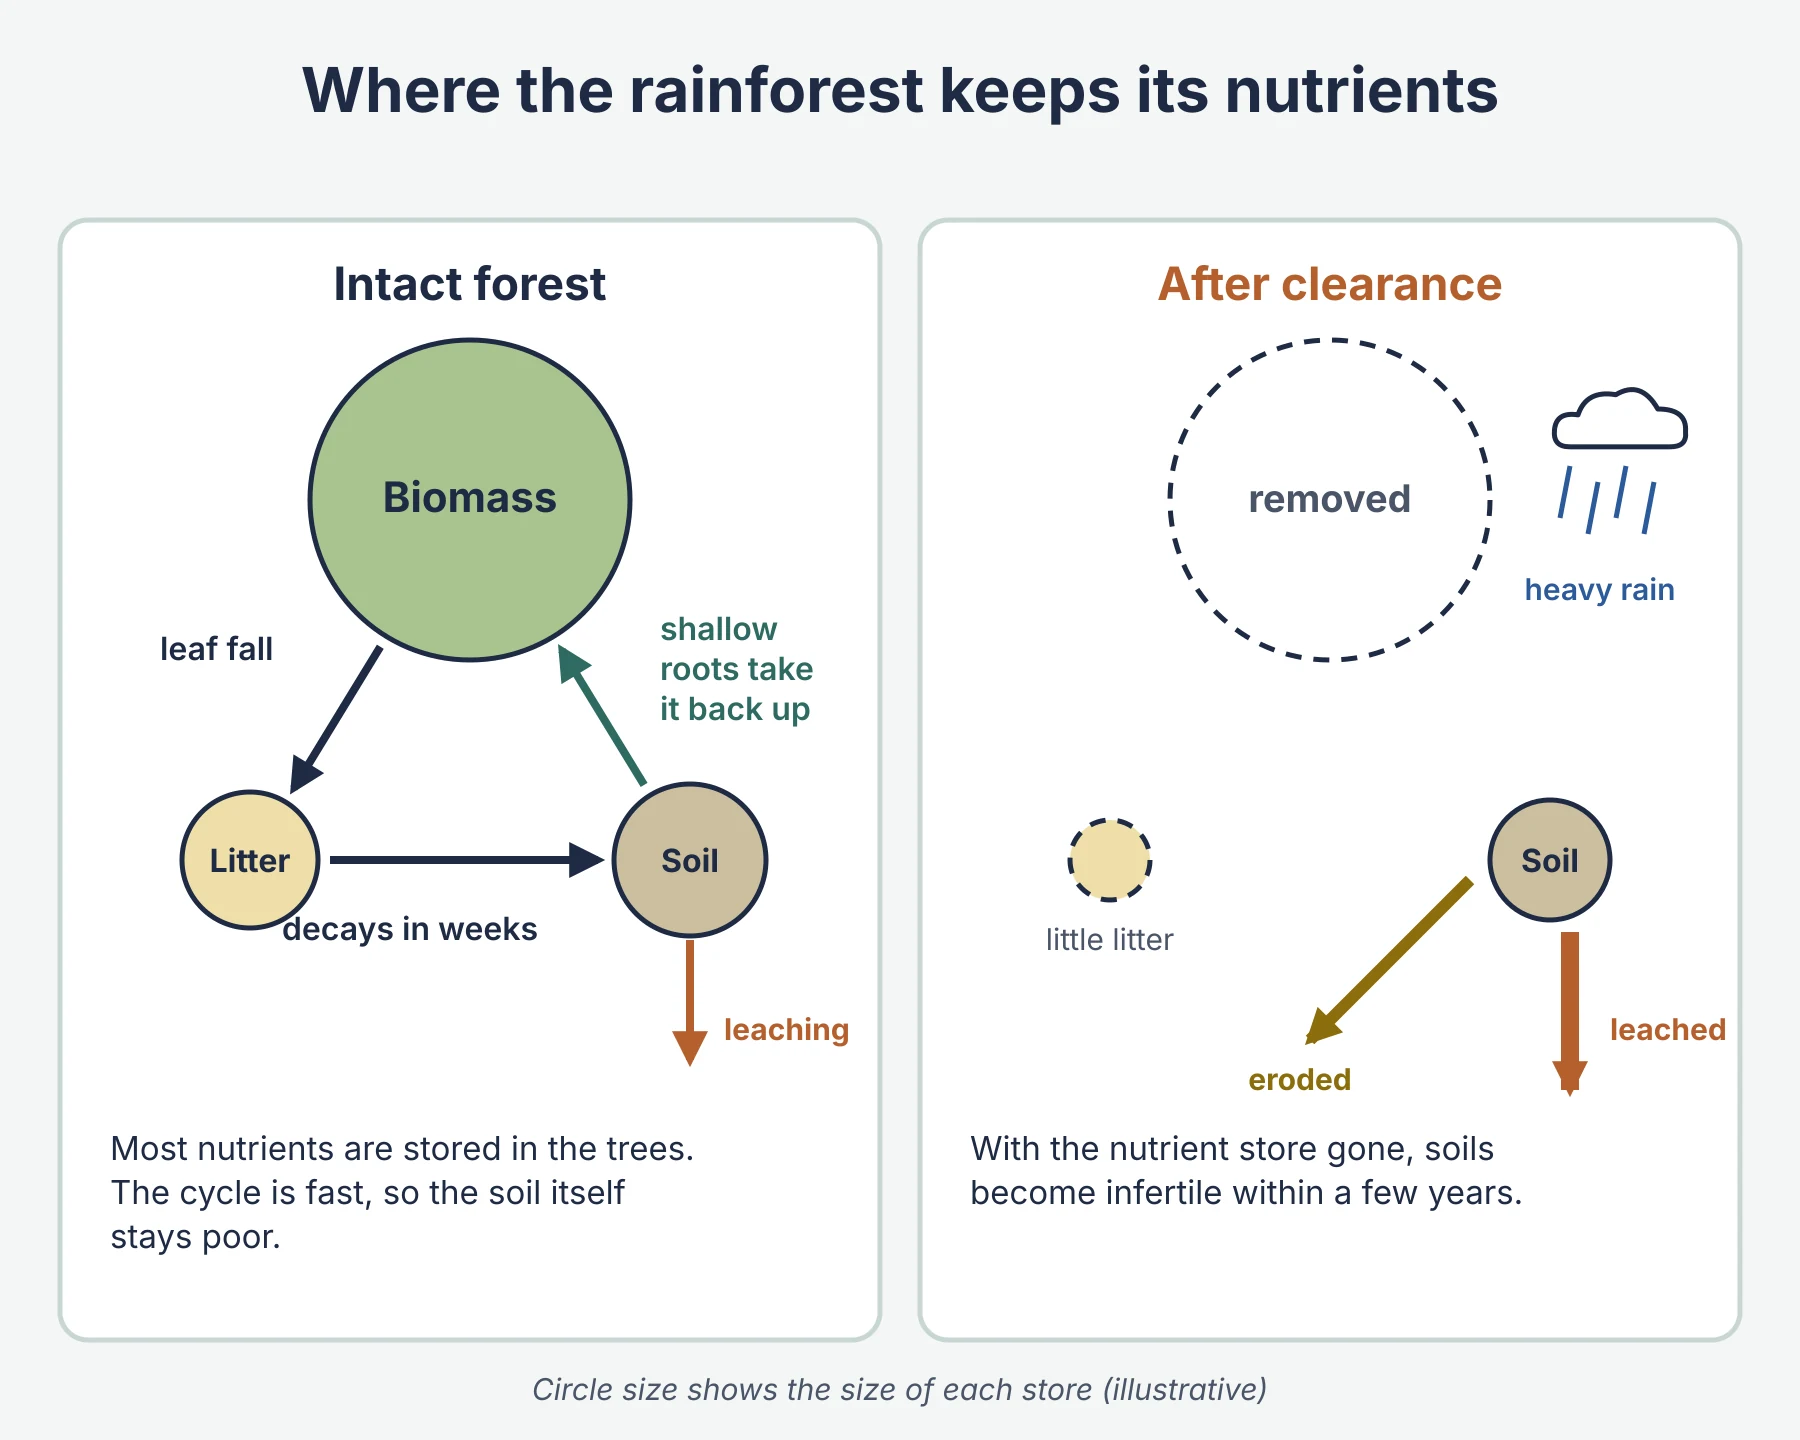 Where the rainforest keeps its nutrients
Intact forest
Biomass
leaf fall
shallow
roots take
it back up
Litter
Soil
decays in weeks
leaching
Most nutrients are stored in the trees.
The cycle is fast, so the soil itself
stays poor.
After clearance
removed
heavy rain
Soil
little litter
leached
eroded
With the nutrient store gone, soils
become infertile within a few years.
Circle size shows the size of each store (illustrative)